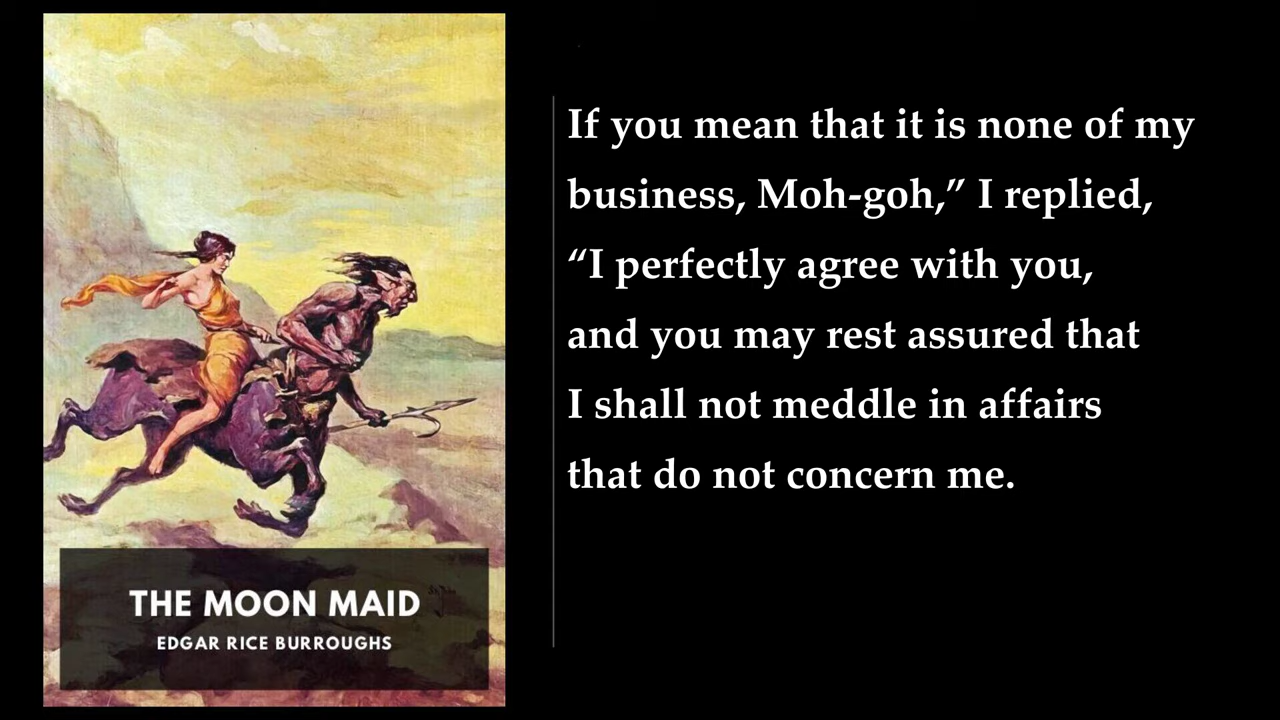 THE MOON MAID
EDGAR RICE BURROUGHS
If you mean that it is none of my
business, Moh-goh,” I replied,
“I perfectly agree with you,
and you may rest assured that
I shall not meddle in affairs
that do not concern me.